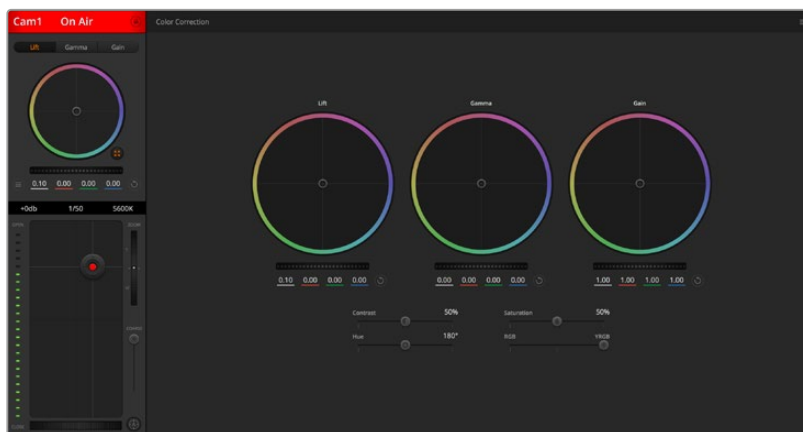 Cam1 On Air
Color Correction
Lift Gamma Gain
0.10 0.00 0.00 0.00
+0db 1/50 5600K
Lift Gamma Gain
0.10 0.00 0.00 0.00
0.00 0.00 0.00 0.00
1.00 1.00 1.00 1.00
Contrast 50%
Saturation 50%
Hue 180°
RGB YRGB